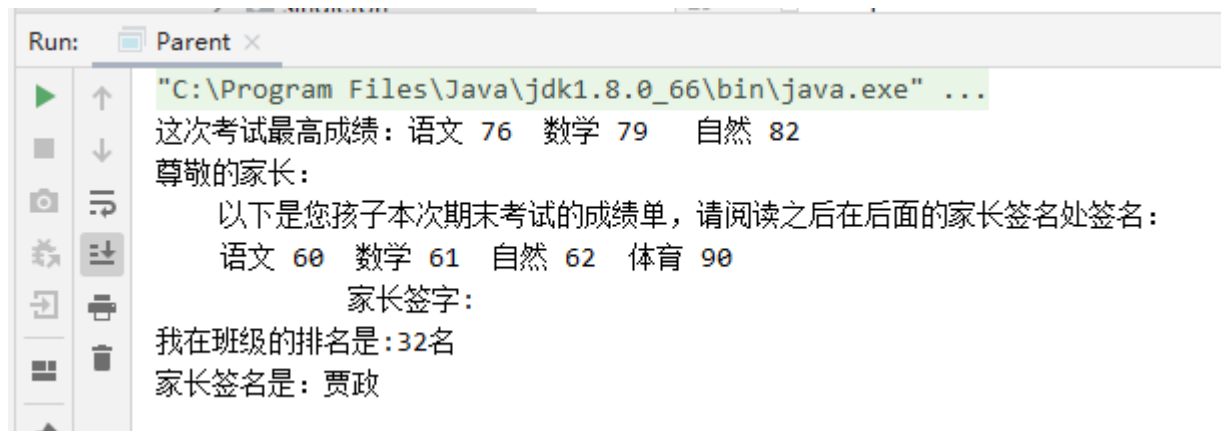 Run: Parent
"C:\Program Files\Java\jdk1.8.0_66\bin\java.exe" ...
这次考试最高成绩：语文 76 数学 79 自然 82
尊敬的家长：
以下是您孩子本次期末考试的成绩单，请阅读之后在后面的家长签名处签名：
语文 60 数学 61 自然 62 体育 90
家长签字：
我在班级的排名是:32名
家长签名是：贾政